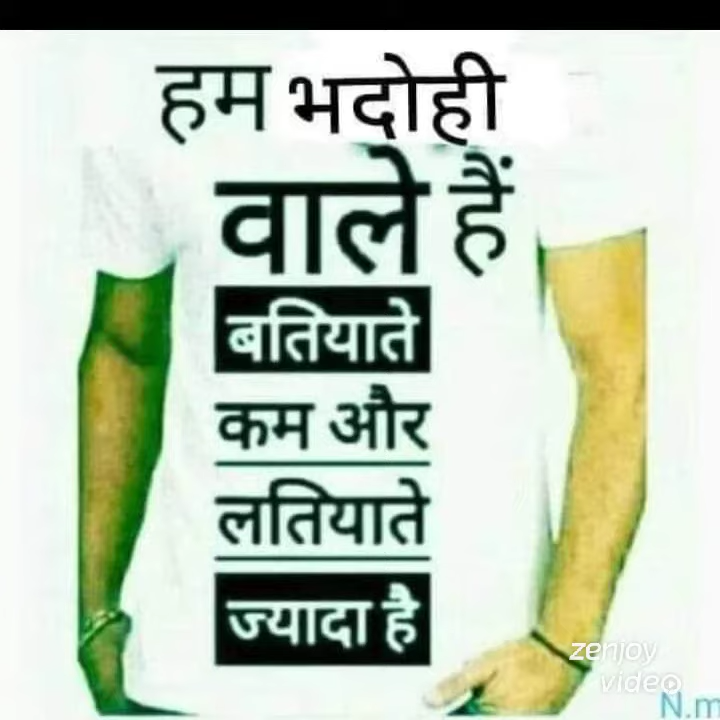 हम भदोही
वाले हैं
बतियाते
कम और
लतियाते
ज्यादा है
zenjoy
video
N.m